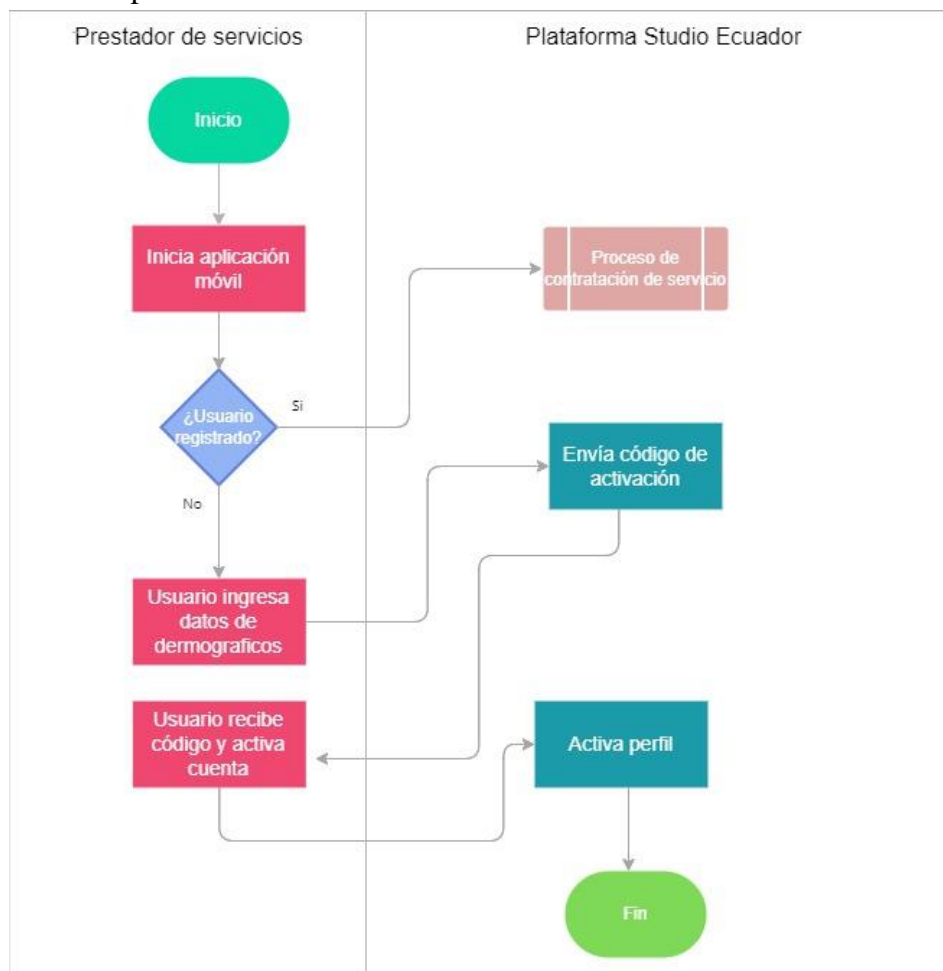 Prestador de servicios
Plataforma Studio Ecuador
Inicio
Inicia aplicación
móvil
Proceso de
contratación de servicio
¿Usuario
registrado?
Si
No
Envía código de
activación
Usuario ingresa
datos de
dermograficos
Usuario recibe
código y activa
cuenta
Activa perfil
Fin